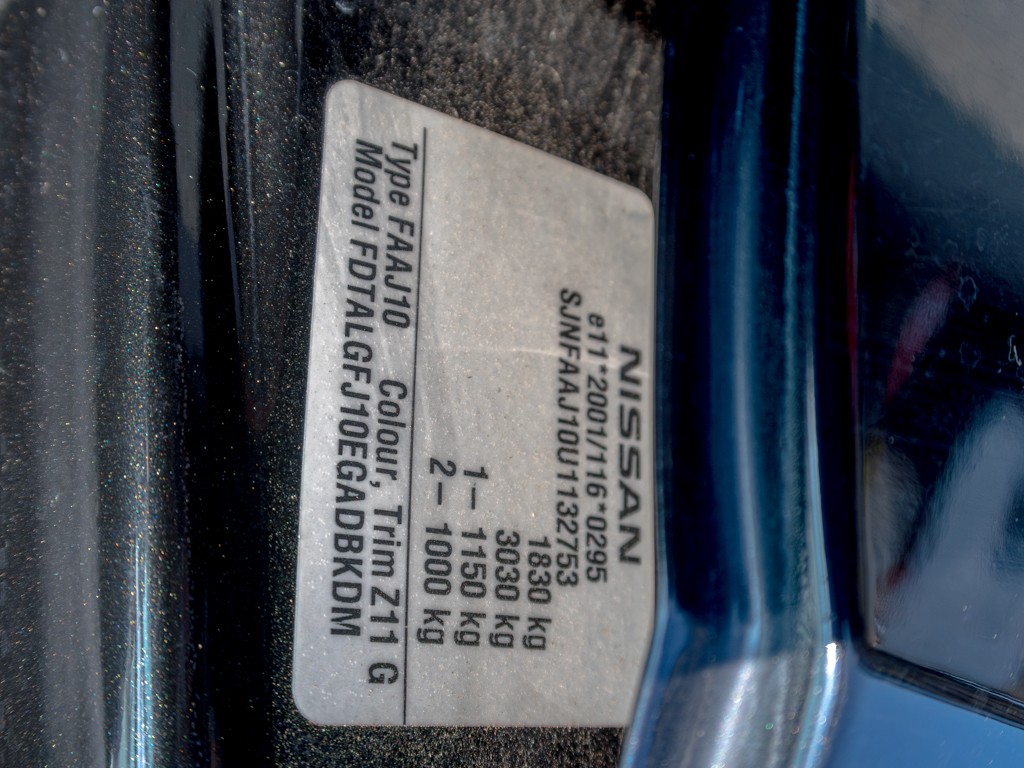 NISSAN
e11*2001/116*0295
SJNFAAJ10U1132753
1830 kg
3030 kg
1– 1150 kg
2– 1000 kg
Type FAAJ10 Colour, Trim Z11 G
Model FDTALGFJ10EGADBKDM